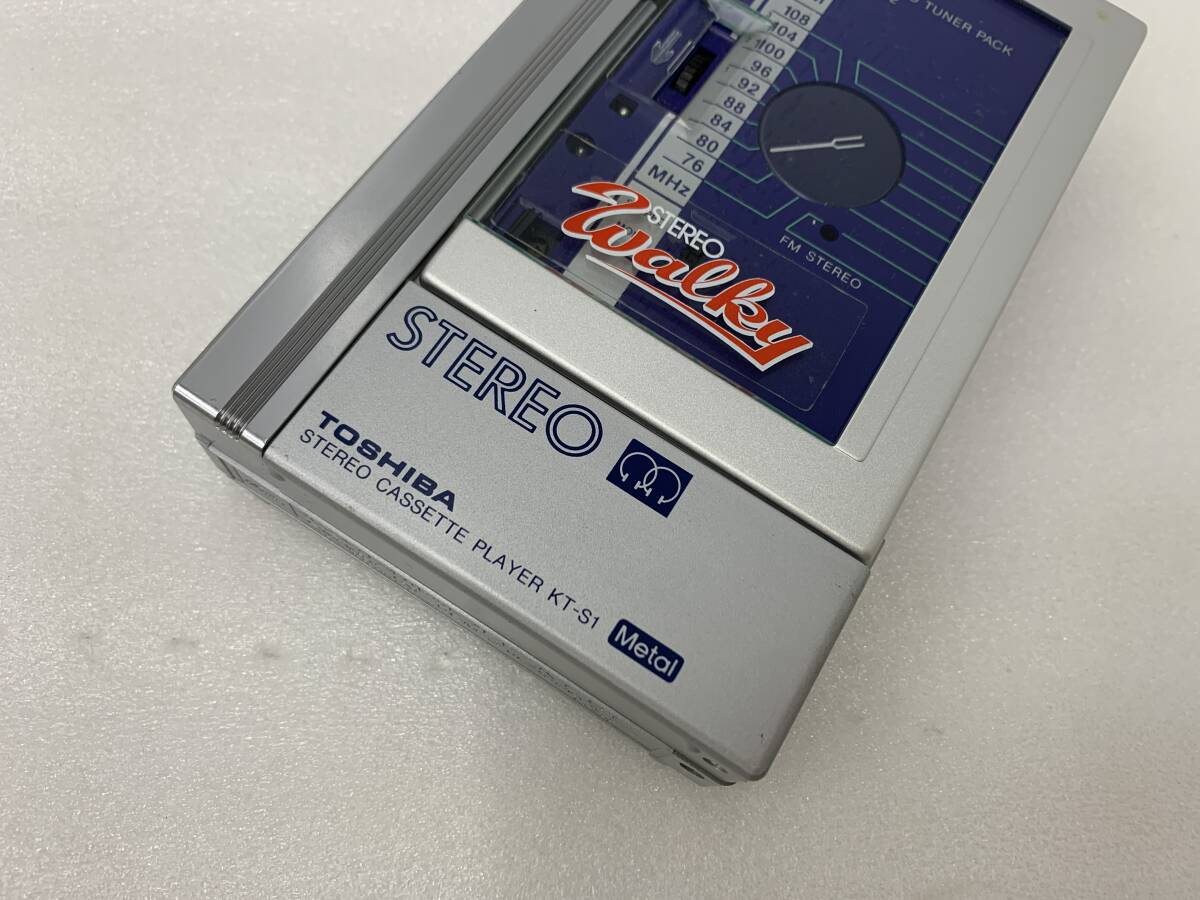 TUNER PACK
108
104
100
96
92
88
84
80
76
MHz
FM STEREO
STEREO
Walky
STEREO
TOSHIBA
STEREO CASSETTE PLAYER KT-S1
Metal